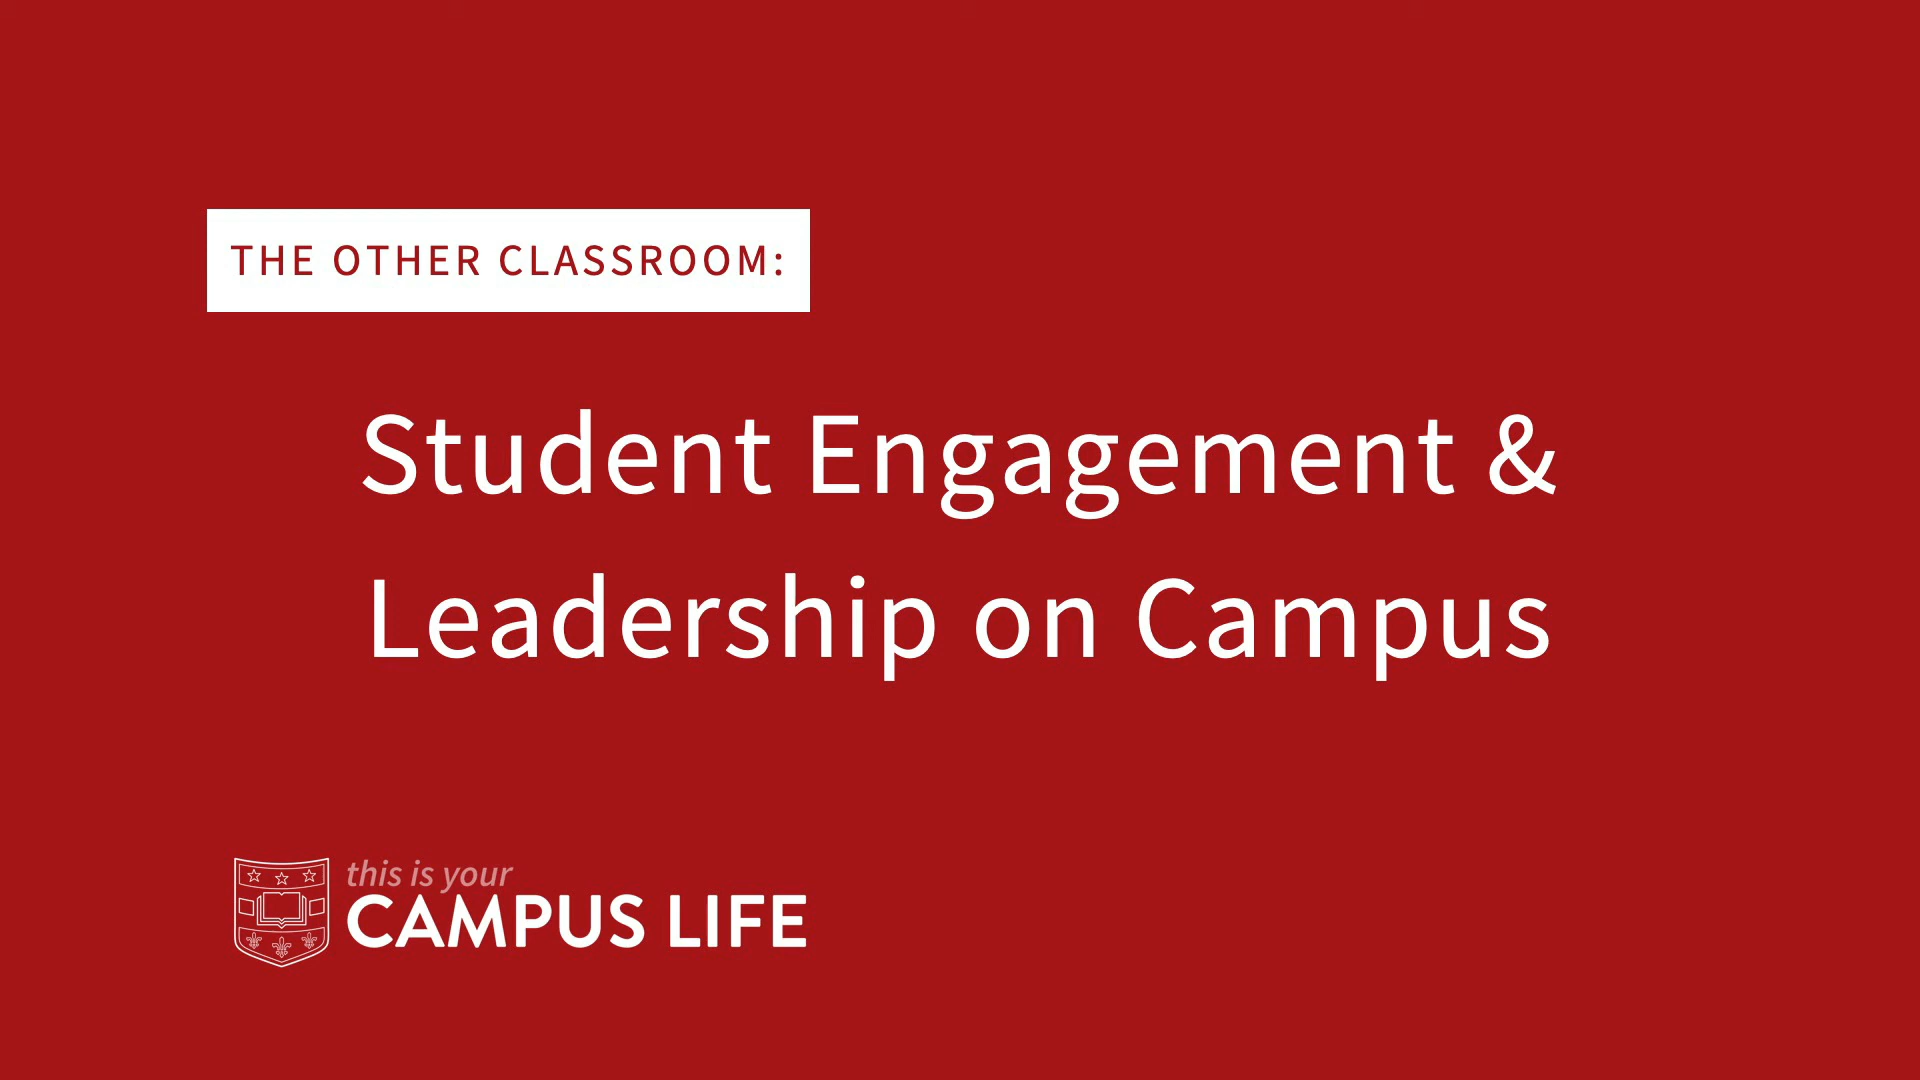 THE OTHER CLASSROOM:
Student Engagement &
Leadership on Campus
this is your
CAMPUS LIFE